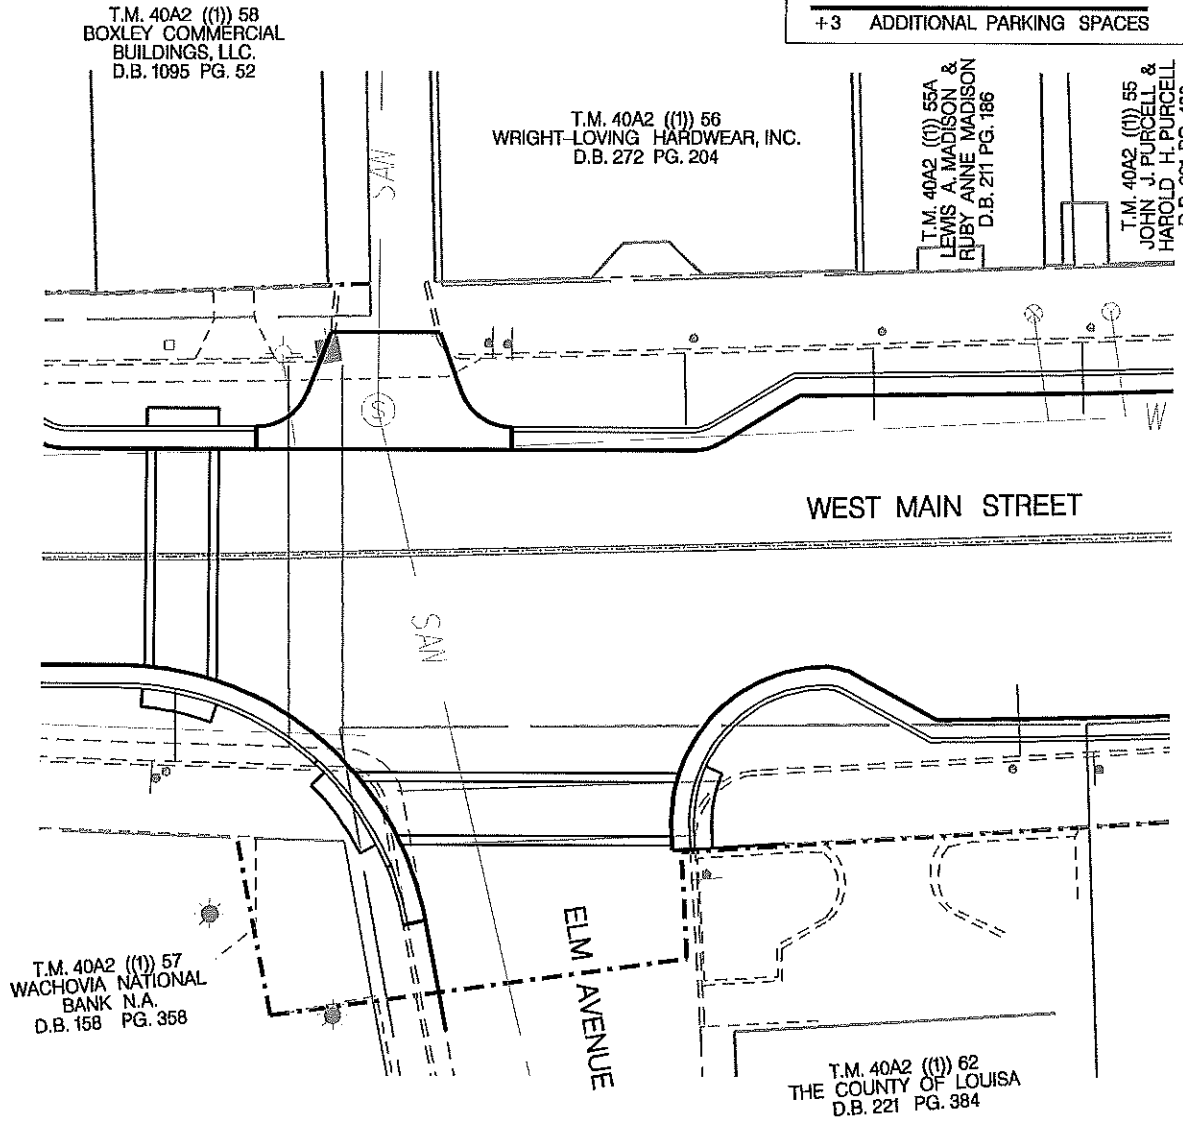 +3 ADDITIONAL PARKING SPACES
T.M. 40A2 ((1)) 58
BOXLEY COMMERCIAL
BUILDINGS, LLC.
D.B. 1095 PG. 52
T.M. 40A2 ((1)) 56
WRIGHT-LOVING HARDWEAR, INC.
D.B. 272 PG. 204
T.M. 40A2 ((1)) 55A
LEWIS A. MADISON &
RUBY ANNE MADISON
D.B. 211 PG. 186
T.M. 40A2 ((1)) 55
JOHN J. PURCELL &
HAROLD H. PURCELL
SAN
S
W
WEST MAIN STREET
SAN
ELM AVENUE
T.M. 40A2 ((1)) 57
WACHOVIA NATIONAL
BANK N.A.
D.B. 158 PG. 358
T.M. 40A2 ((1)) 62
THE COUNTY OF LOUISA
D.B. 221 PG. 384